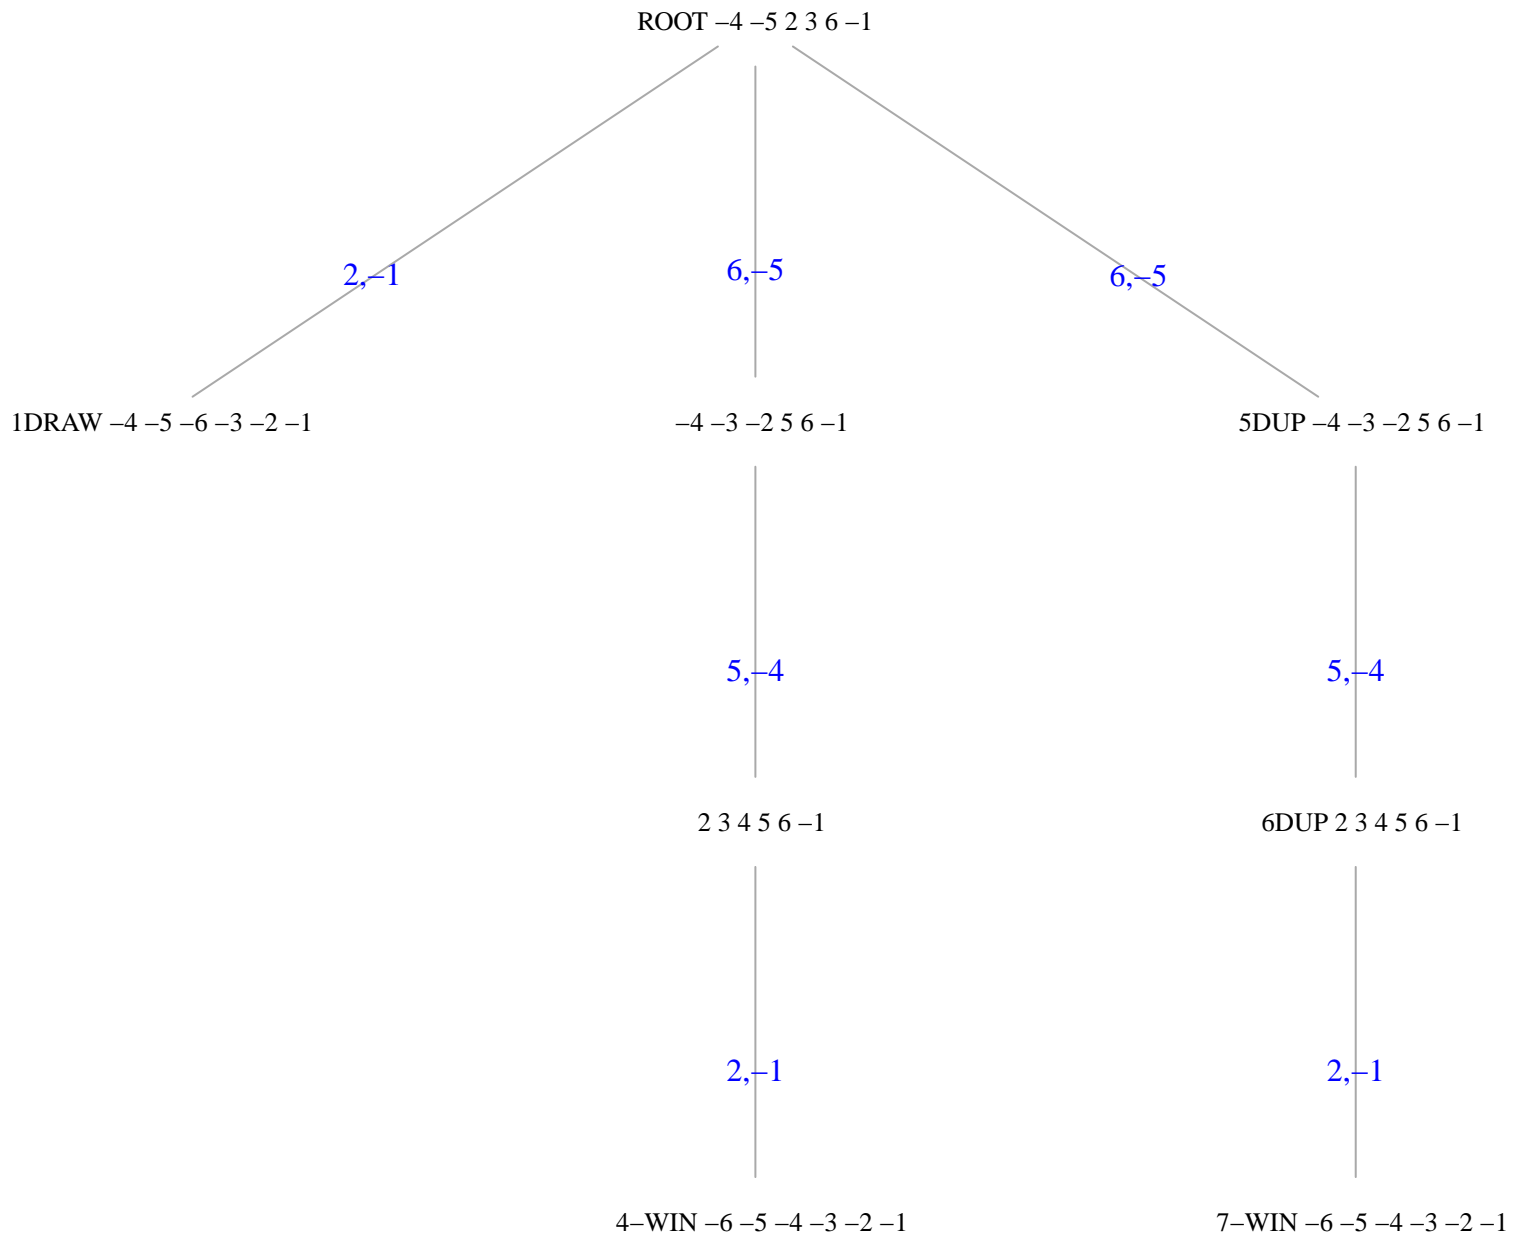 ROOT –4 –5 2 3 6 –1
2,–1
6,–5
6,–5
1DRAW –4 –5 –6 –3 –2 –1
–4 –3 –2 5 6 –1
5DUP –4 –3 –2 5 6 –1
5,–4
5,–4
2 3 4 5 6 –1
6DUP 2 3 4 5 6 –1
2,–1
2,–1
4–WIN –6 –5 –4 –3 –2 –1
7–WIN –6 –5 –4 –3 –2 –1